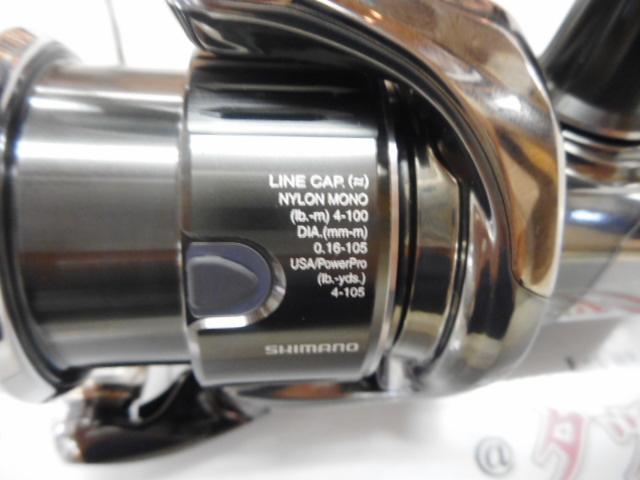 LINE CAP. (≈)
NYLON MONO
(lb.-m) 4-100
DIA.(mm-m)
0.16-105
USA/PowerPro
(lb.-yds.)
4-105
SHIMANO
@